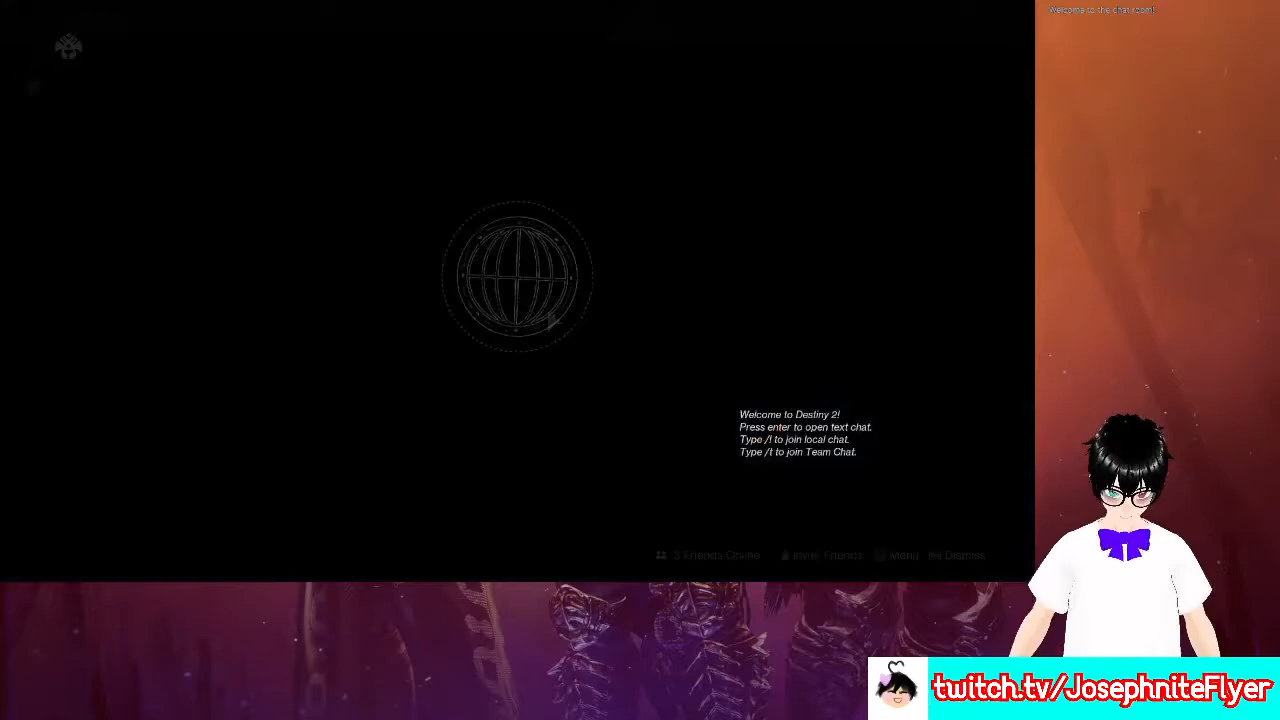 Welcome to the chat room!
Welcome to Destiny 2!
Press enter to open text chat.
Type /l to join local chat.
Type /t to join Team Chat.
3 Friends Online Invite Friends Menu Dismiss
twitch.tv/JosephniteFlyer